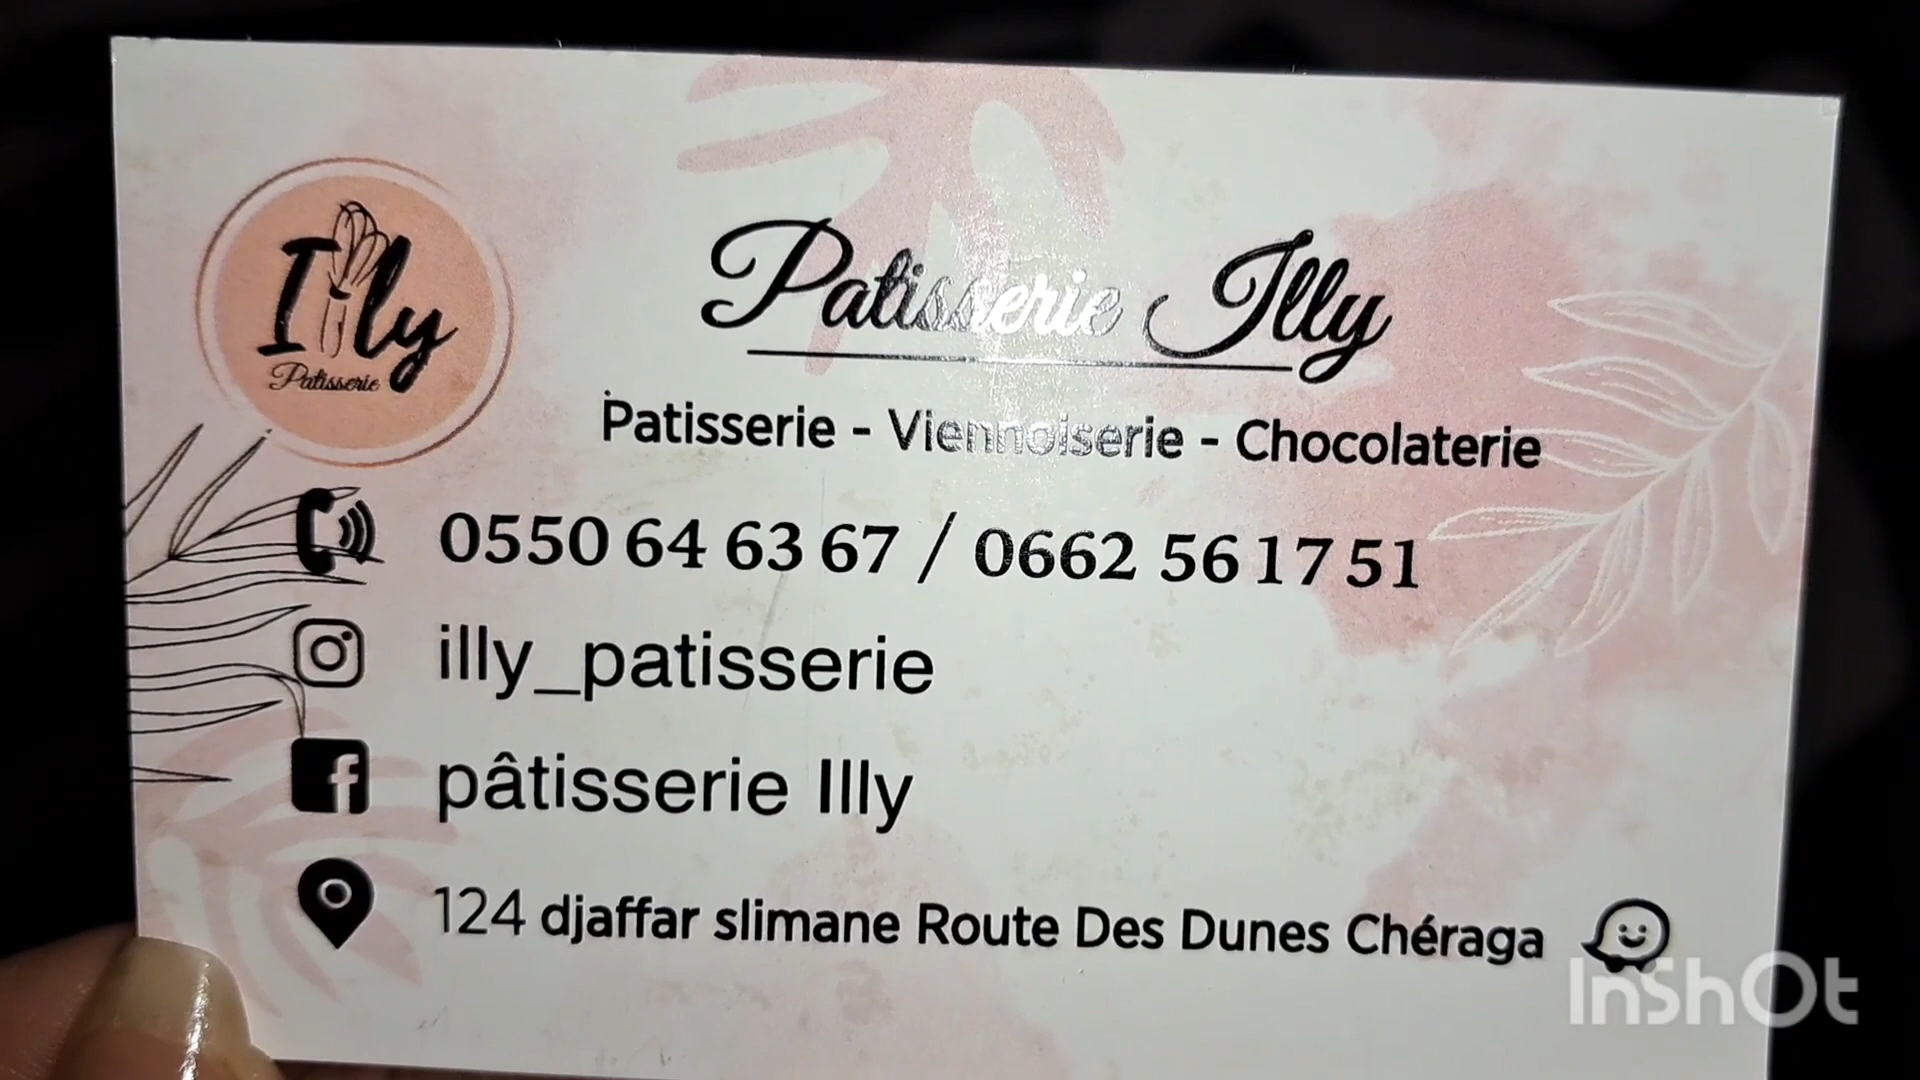 Illy
Patisserie
Patisserie Illy
Patisserie - Viennoiserie - Chocolaterie
0550 64 63 67 / 0662 56 17 51
illy_patisserie
pâtisserie Illy
124 djaffar slimane Route Des Dunes Chéraga
InShOt